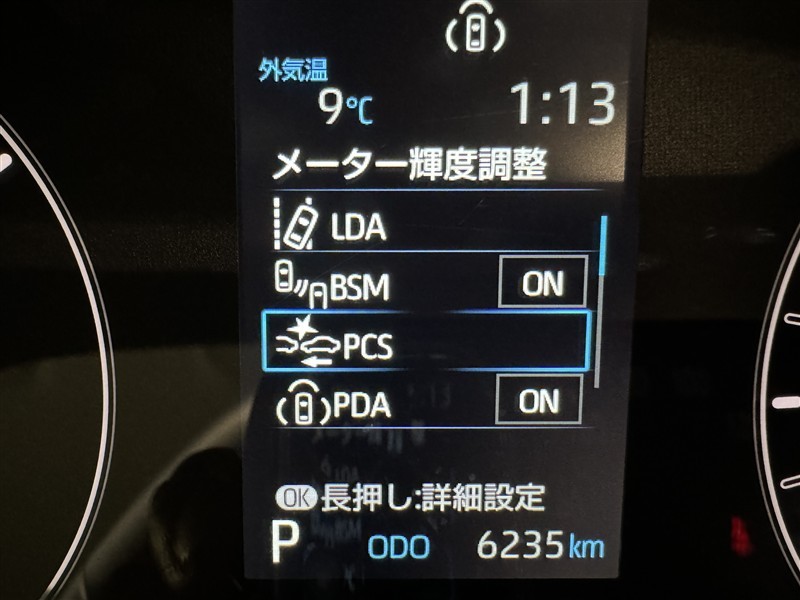 外気温
9℃ 1:13
メーター輝度調整
LDA
BSM ON
PCS
PDA ON
OK 長押し:詳細設定
P ODO 6235 km